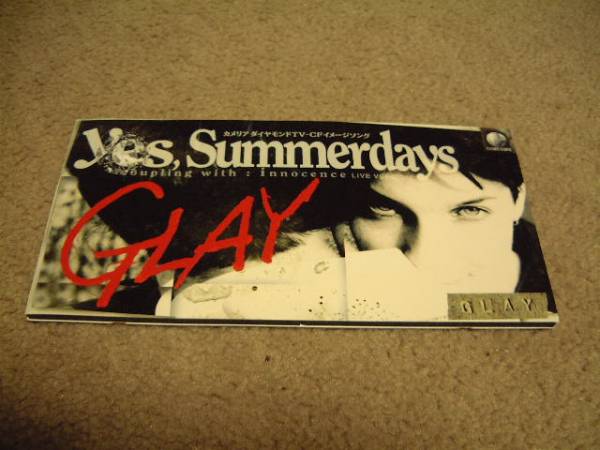 カメリア ダイヤモンドTV-CFイメージソング
yes, Summerdays
coupling with : Innocence LIVE
GLAY
GLAY